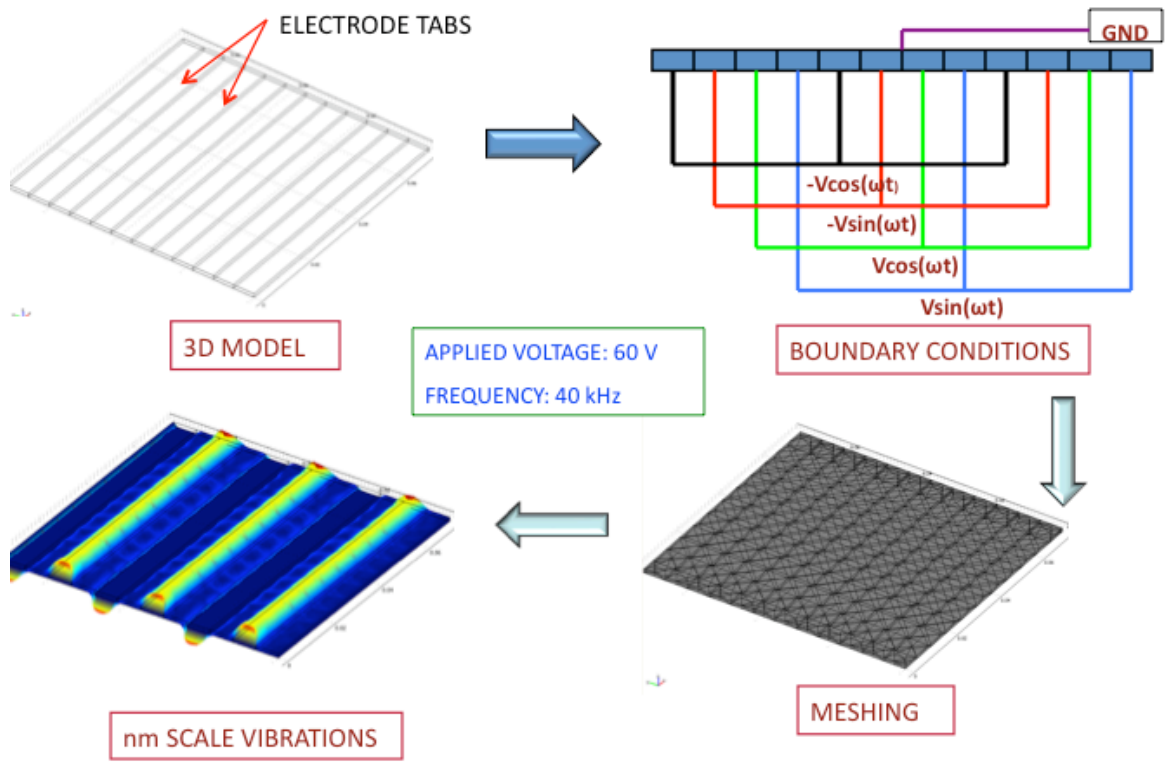 ELECTRODE TABS
GND
-Vcos(ωt)
-Vsin(ωt)
Vcos(ωt)
Vsin(ωt)
3D MODEL
APPLIED VOLTAGE: 60 V
FREQUENCY: 40 kHz
BOUNDARY CONDITIONS
nm SCALE VIBRATIONS
MESHING